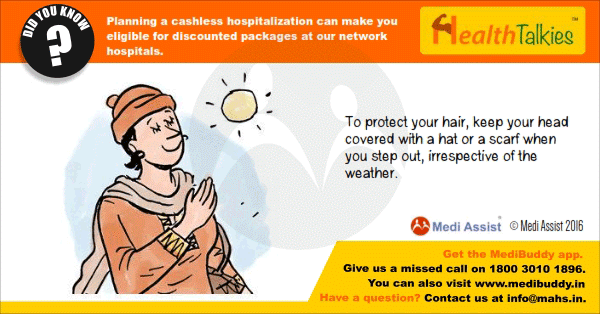 DID YOU KNOW
?
Planning a cashless hospitalization can make you
eligible for discounted packages at our network
hospitals.
HealthTalkies™
To protect your hair, keep your head
covered with a hat or a scarf when
you step out, irrespective of the
weather.
Medi Assist® © Medi Assist 2016
Get the MediBuddy app.
Give us a missed call on 1800 3010 1896.
You can also visit www.medibuddy.in
Have a question? Contact us at info@mahs.in.